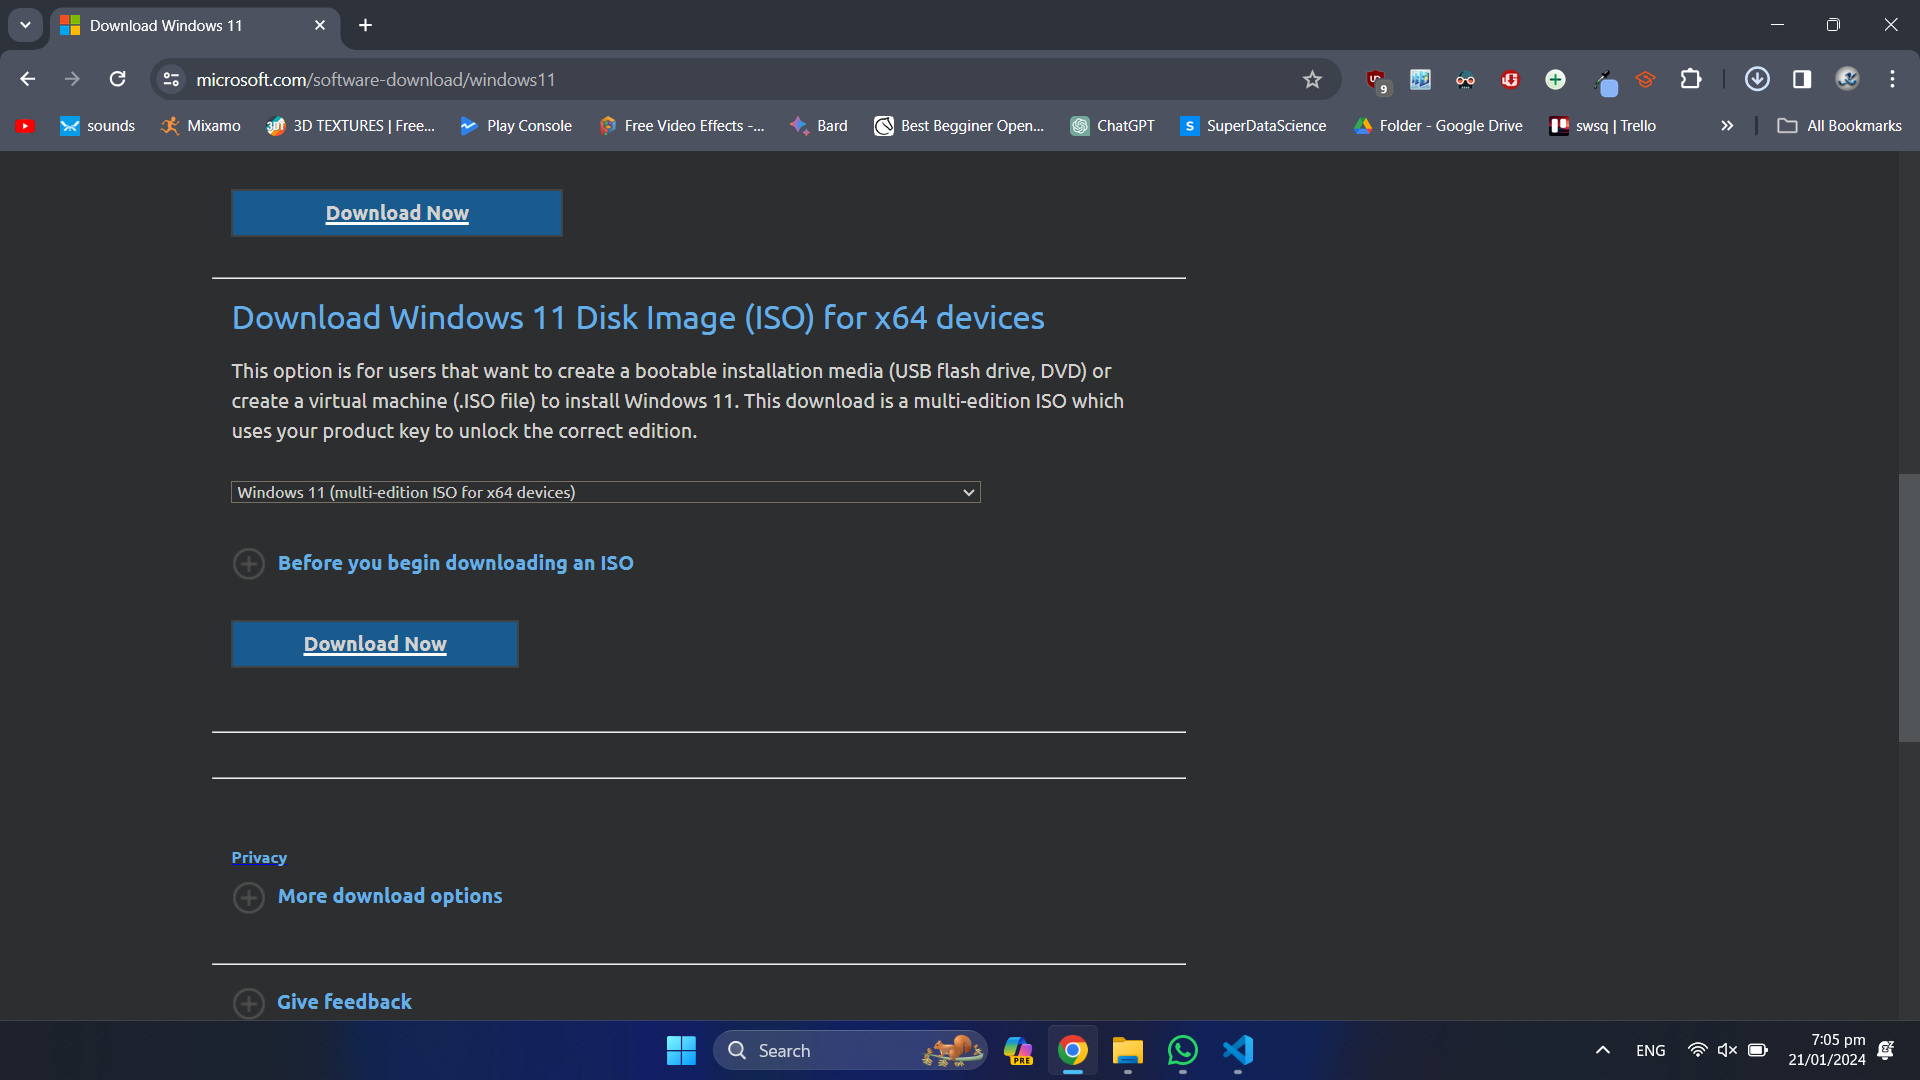 Download Windows 11
microsoft.com/software-download/windows11
9
sounds
Mixamo
3D TEXTURES | Free...
Play Console
Free Video Effects -...
Bard
Best Begginer Open...
ChatGPT
S
SuperDataScience
Folder - Google Drive
swsq | Trello
All Bookmarks
Download Now
Download Windows 11 Disk Image (ISO) for x64 devices
This option is for users that want to create a bootable installation media (USB flash drive, DVD) or
create a virtual machine (.ISO file) to install Windows 11. This download is a multi-edition ISO which
uses your product key to unlock the correct edition.
Windows 11 (multi-edition ISO for x64 devices)
Before you begin downloading an ISO
Download Now
Privacy
More download options
Give feedback
Search
PRE
ENG
7:05 pm
21/01/2024